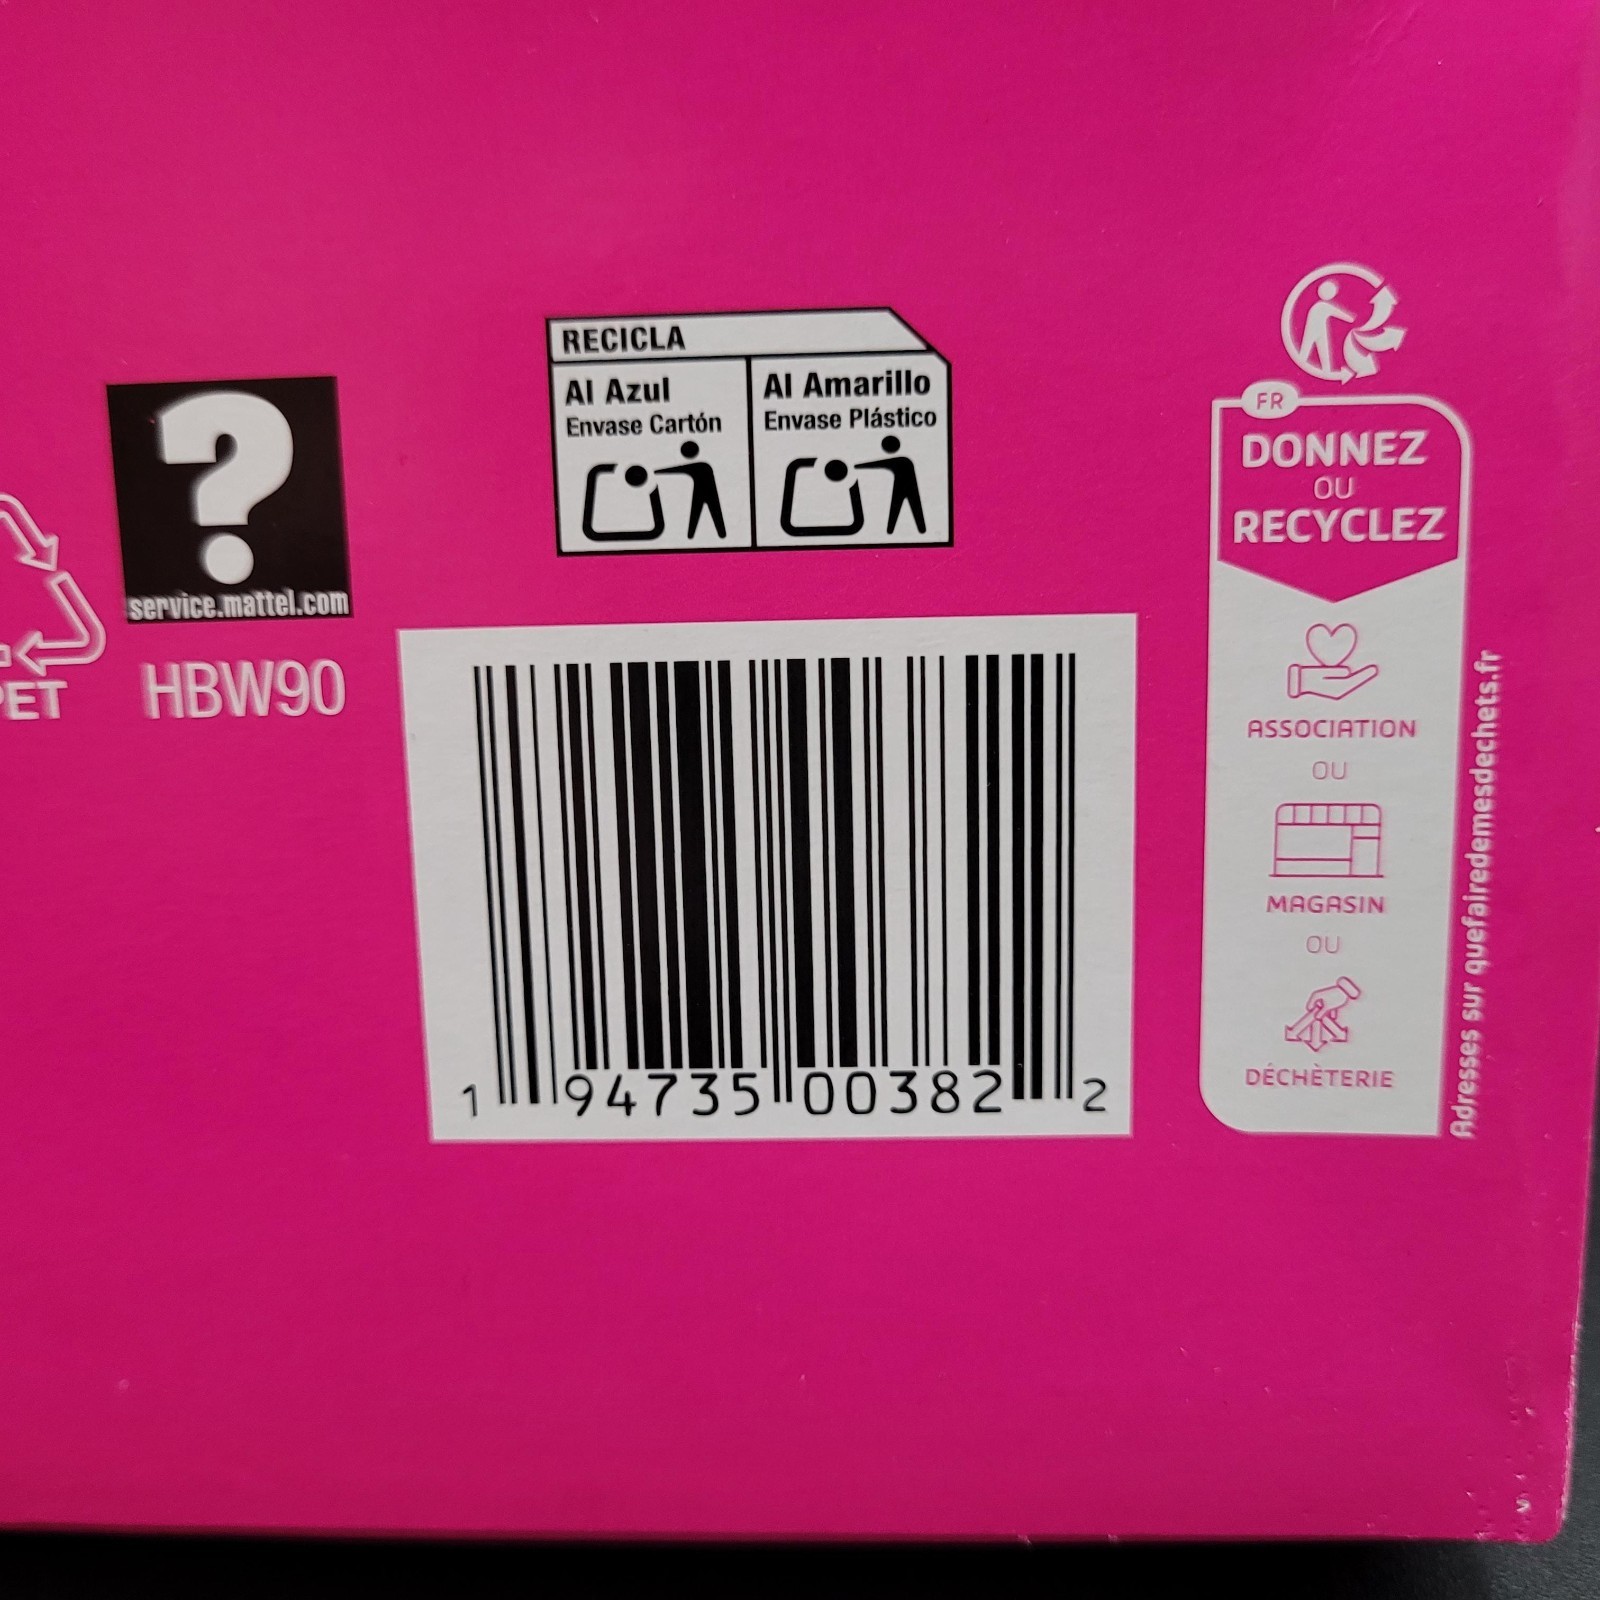 RECICLA
Al Azul
Envase Cartón
Al Amarillo
Envase Plástico
service.mattel.com
HBW90
PET
1 94735 00382 2
FR
DONNEZ
OU
RECYCLEZ
ASSOCIATION
OU
MAGASIN
OU
DÉCHÈTERIE
Adresses sur quefairedemesdechets.fr